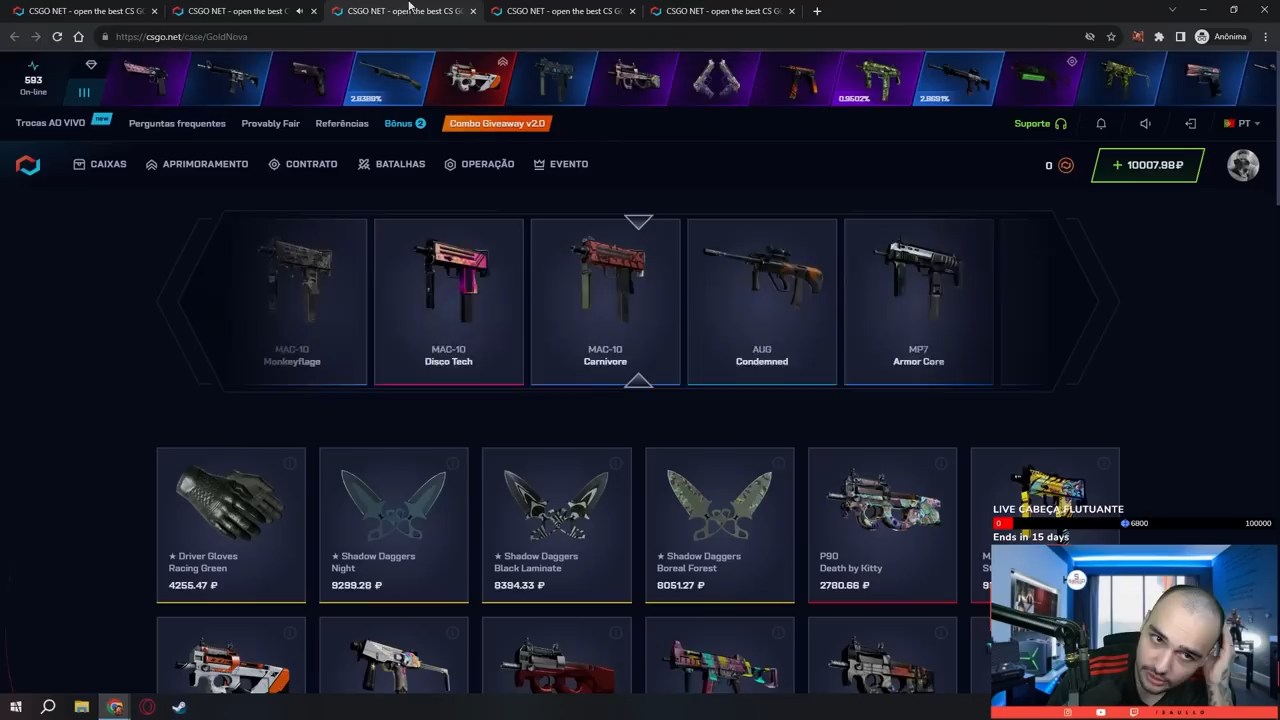 CSGO NET - open the best CS G
CSGO NET - open the best C
CSGO NET - open the best CS G
CSGO NET - open the best CS GO
CSGO NET - open the best CS G
https://csgo.net/case/GoldNova
Anônima
593
On-line
2.8389%
0.9502%
2.9691%
Trocas AO VIVO new
Perguntas frequentes
Provably Fair
Referências
Bônus 2
Combo Giveaway v2.0
Suporte
PT
CAIXAS
APRIMORAMENTO
CONTRATO
BATALHAS
OPERAÇÃO
EVENTO
0
+ 10007.98 ₽
MAC-10
Monkeyflage
MAC-10
Disco Tech
MAC-10
Carnivore
AUG
Condemned
MP7
Armor Core
★ Driver Gloves
Racing Green
4255.47 ₽
★ Shadow Daggers
Night
9299.28 ₽
★ Shadow Daggers
Black Laminate
8394.33 ₽
★ Shadow Daggers
Boreal Forest
8051.27 ₽
P90
Death by Kitty
2780.66 ₽
LIVE CABEÇA FLUTUANTE
0
6800
100000
Ends in 15 days
ISAULLO